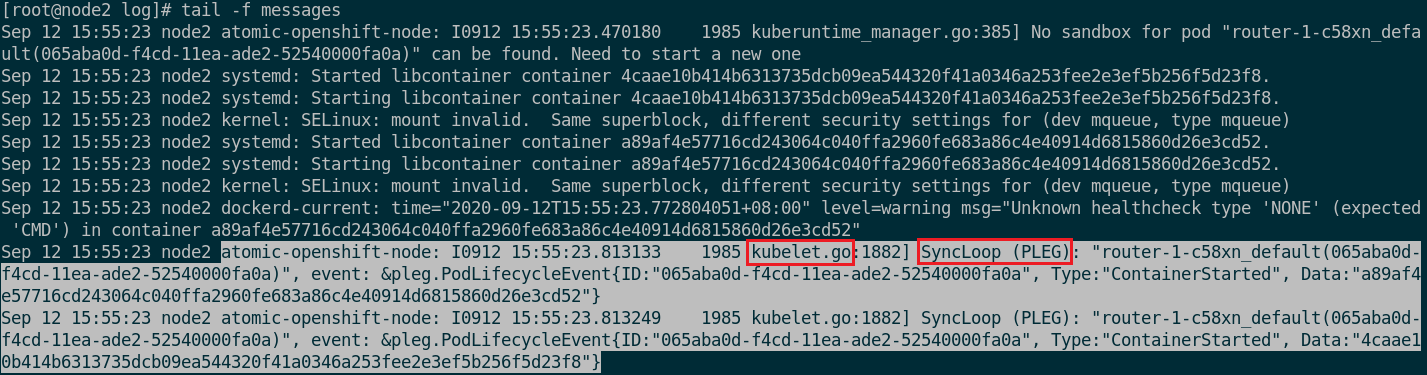 [root@node2 log]# tail -f messages
Sep 12 15:55:23 node2 atomic-openshift-node: I0912 15:55:23.470180    1985 kuberuntime_manager.go:385] No sandbox for pod "router-1-c58xn_defa
ult(065aba0d-f4cd-11ea-ade2-52540000fa0a)" can be found. Need to start a new one
Sep 12 15:55:23 node2 systemd: Started libcontainer container 4caae10b414b6313735dcb09ea544320f41a0346a253fee2e3ef5b256f5d23f8.
Sep 12 15:55:23 node2 systemd: Starting libcontainer container 4caae10b414b6313735dcb09ea544320f41a0346a253fee2e3ef5b256f5d23f8.
Sep 12 15:55:23 node2 kernel: SELinux: mount invalid.  Same superblock, different security settings for (dev mqueue, type mqueue)
Sep 12 15:55:23 node2 systemd: Started libcontainer container a89af4e57716cd243064c040ffa2960fe683a86c4e40914d6815860d26e3cd52.
Sep 12 15:55:23 node2 systemd: Starting libcontainer container a89af4e57716cd243064c040ffa2960fe683a86c4e40914d6815860d26e3cd52.
Sep 12 15:55:23 node2 kernel: SELinux: mount invalid.  Same superblock, different security settings for (dev mqueue, type mqueue)
Sep 12 15:55:23 node2 dockerd-current: time="2020-09-12T15:55:23.772804051+08:00" level=warning msg="Unknown healthcheck type 'NONE' (expected
 'CMD') in container a89af4e57716cd243064c040ffa2960fe683a86c4e40914d6815860d26e3cd52"
Sep 12 15:55:23 node2 atomic-openshift-node: I0912 15:55:23.813133    1985 kubelet.go:1882] SyncLoop (PLEG): "router-1-c58xn_default(065aba0d-
f4cd-11ea-ade2-52540000fa0a)", event: &pleg.PodLifecycleEvent{ID:"065aba0d-f4cd-11ea-ade2-52540000fa0a", Type:"ContainerStarted", Data:"a89af4
e57716cd243064c040ffa2960fe683a86c4e40914d6815860d26e3cd52"}
Sep 12 15:55:23 node2 atomic-openshift-node: I0912 15:55:23.813249    1985 kubelet.go:1882] SyncLoop (PLEG): "router-1-c58xn_default(065aba0d-
f4cd-11ea-ade2-52540000fa0a)", event: &pleg.PodLifecycleEvent{ID:"065aba0d-f4cd-11ea-ade2-52540000fa0a", Type:"ContainerStarted", Data:"4caae1
0b414b6313735dcb09ea544320f41a0346a253fee2e3ef5b256f5d23f8"}